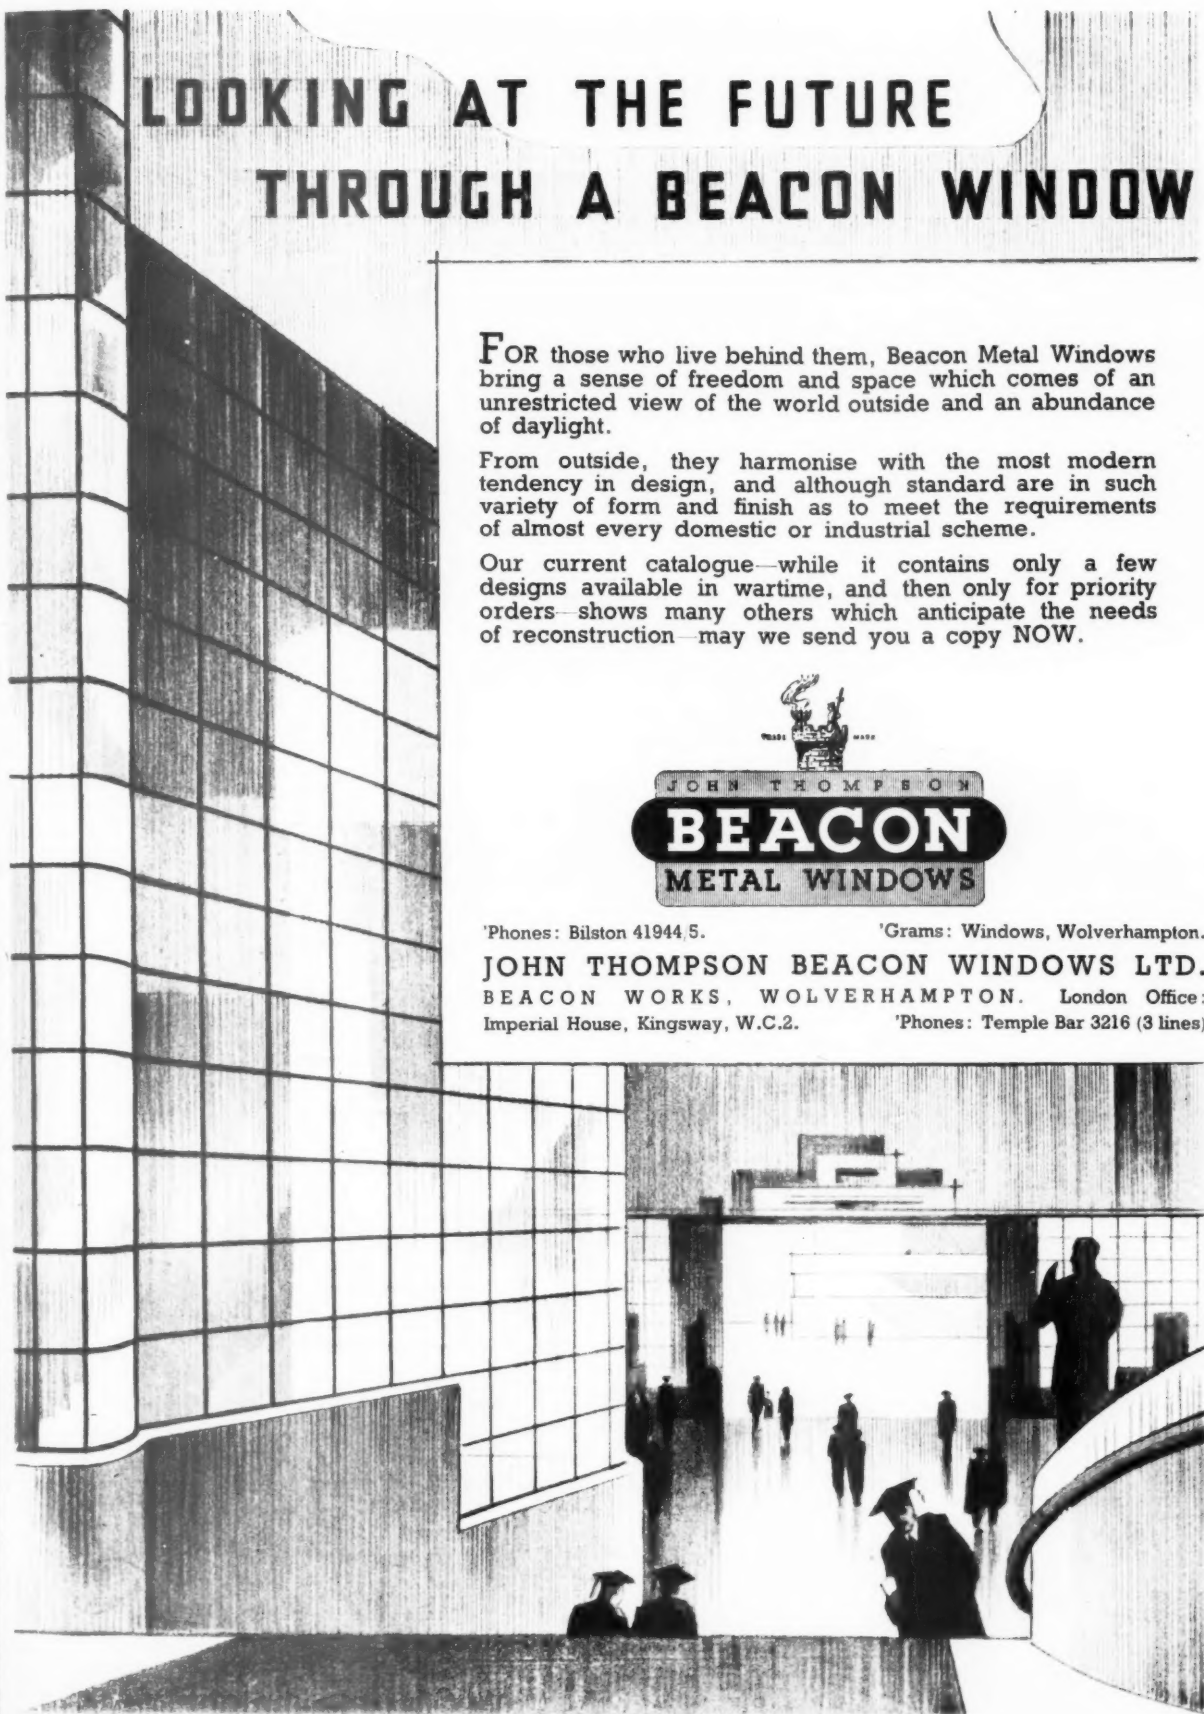 LOOKING AT THE FUTURE
THROUGH A BEACON WINDOW
FOR those who live behind them, Beacon Metal Windows
bring a sense of freedom and space which comes of an
unrestricted view of the world outside and an abundance
of daylight.
From outside, they harmonise with the most modern
tendency in design, and although standard are in such
variety of form and finish as to meet the requirements
of almost every domestic or industrial scheme.
Our current catalogue—while it contains only a few
designs available in wartime, and then only for priority
orders—shows many others which anticipate the needs
of reconstruction—may we send you a copy NOW.
TRADE MARK
JOHN THOMPSON
BEACON
METAL WINDOWS
'Phones: Bilston 41944/5. 'Grams: Windows, Wolverhampton.
JOHN THOMPSON BEACON WINDOWS LTD.
BEACON WORKS, WOLVERHAMPTON. London Office:
Imperial House, Kingsway, W.C.2. 'Phones: Temple Bar 3216 (3 lines)